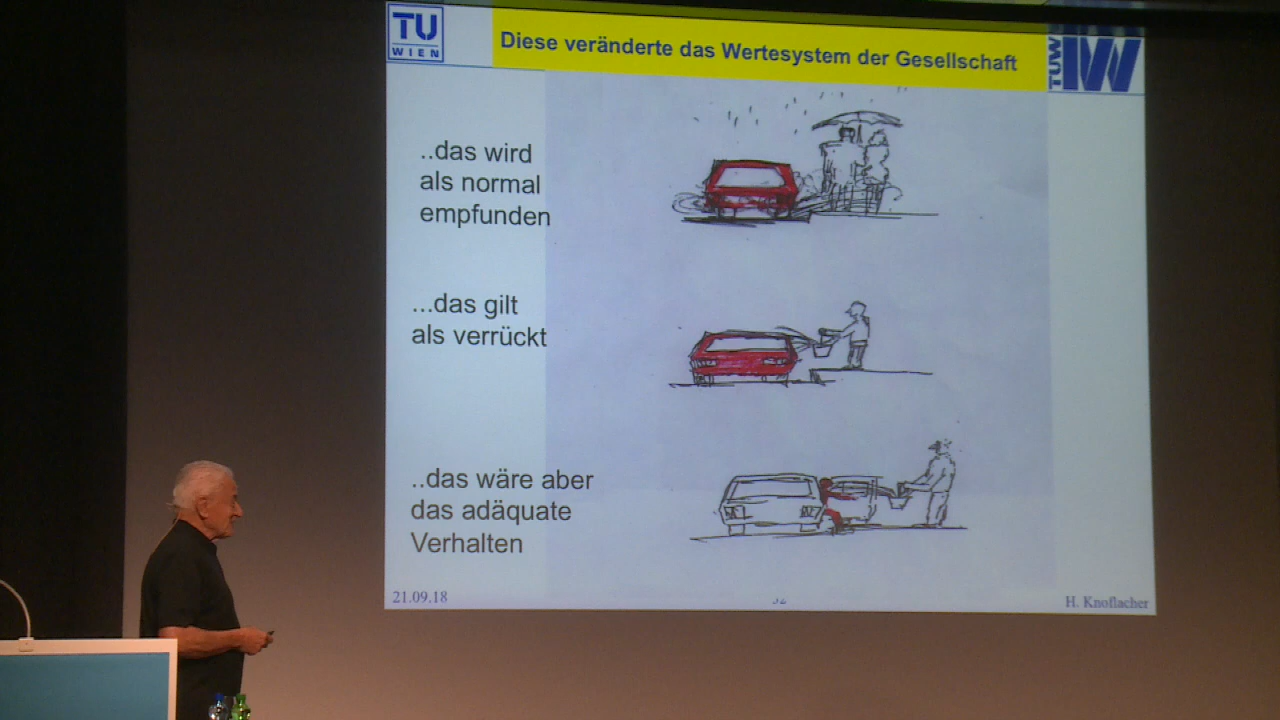 TU
WIEN
Diese veränderte das Wertesystem der Gesellschaft
TUW
IVW
..das wird
als normal
empfunden
...das gilt
als verrückt
..das wäre aber
das adäquate
Verhalten
21.09.18
H. Knoflacher